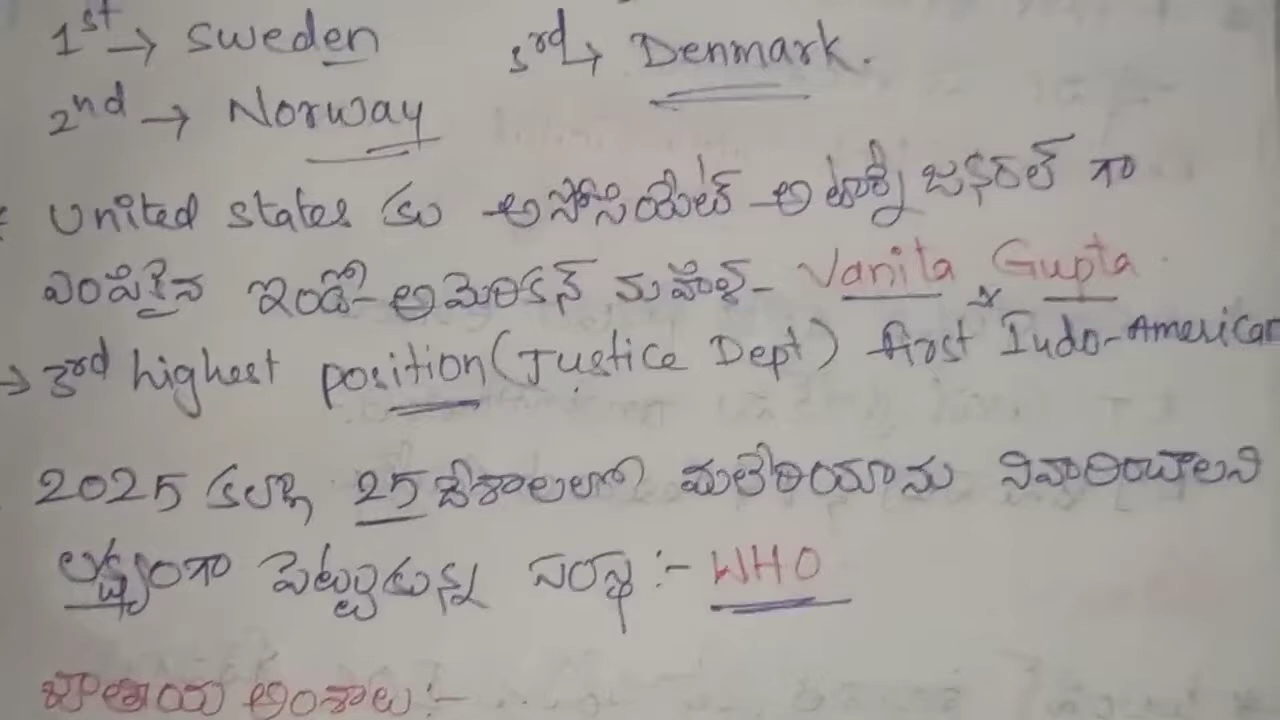 1st → Sweden 3rd → Denmark.
2nd → Norway
United States కు అసోసియేట్ అటార్నీ జనరల్ గా
ఎంపికైన ఇండో-అమెరికన్ మహిళ - Vanita Gupta
→ 3rd highest position (Justice Dept) first Indo-American
2025 కల్లా 25 దేశాలలో మలేరియాను నివారించాలని
లక్ష్యంగా పెట్టుకున్న సంస్థ :- WHO
జాతీయ అంశాలు :-